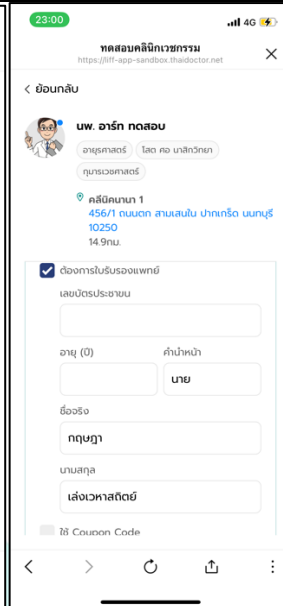 23:00
4G
ทดสอบคลินิกเวชกรรม
https://liff-app-sandbox.thaidoctor.net
ย้อนกลับ
นพ. อาร์ท ทดสอบ
อายุรศาสตร์
โสต ศอ นาสิกวิทยา
กุมารเวชศาสตร์
คลีนิคนานา 1
456/1 ถนนตก สามเสนใน ปากเกร็ด นนทบุรี
10250
14.9กม.
ต้องการใบรับรองแพทย์
เลขบัตรประชาชน
อายุ (ปี)
คำนำหน้า
นาย
ชื่อจริง
กฤษฎา
นามสกุล
เล่งเวหาสถิตย์
ใช้ Coupon Code